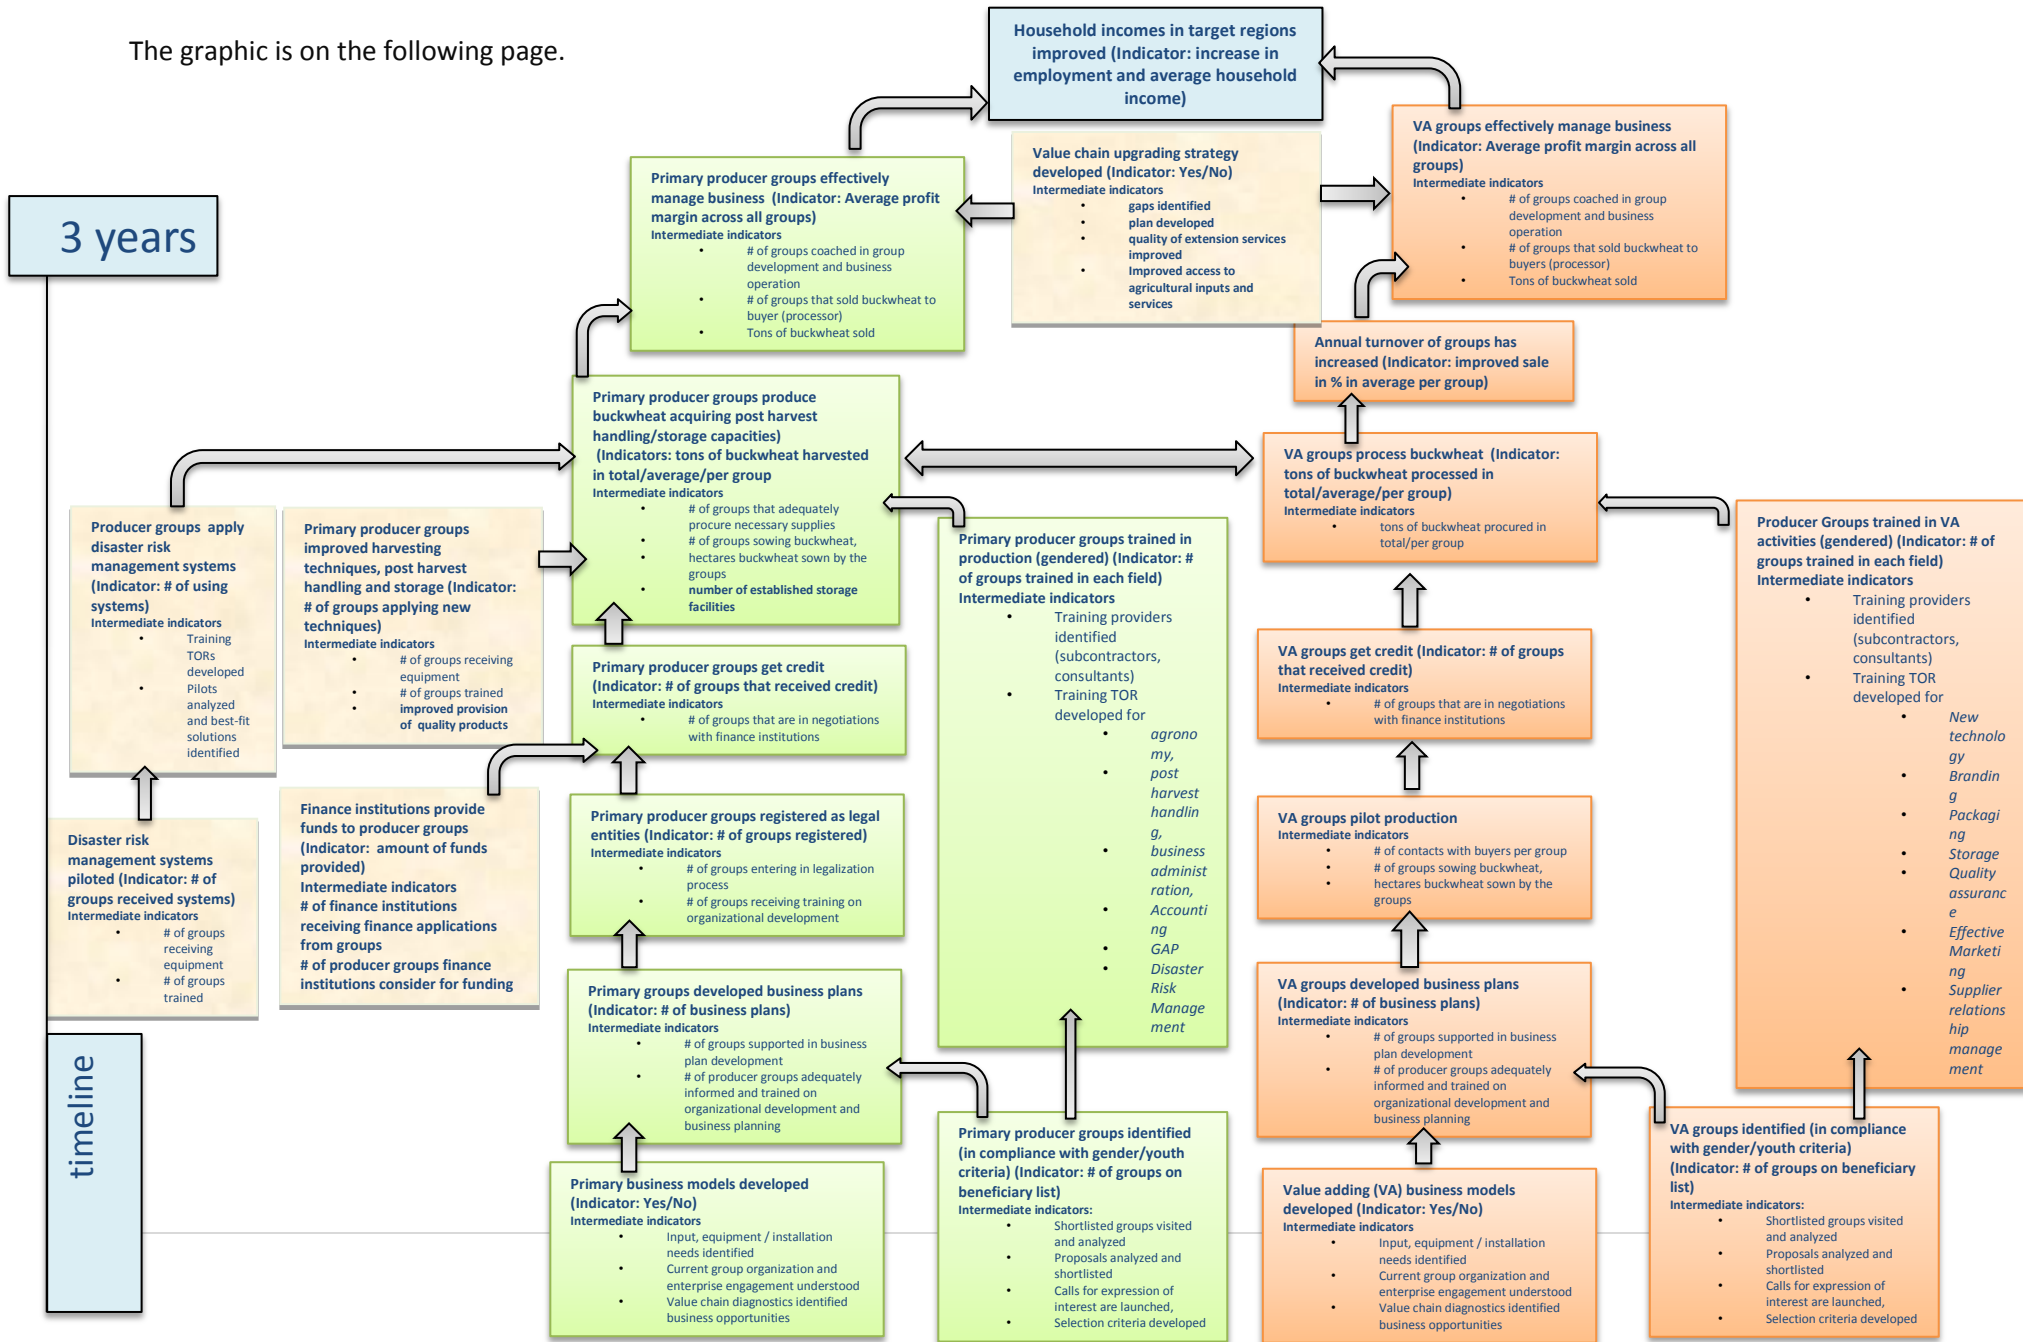 The graphic is on the following page.
Household incomes in target regions
improved (Indicator: increase in
employment and average household
income)
3 years
timeline
Primary producer groups effectively
manage business  (Indicator: Average profit
margin across all groups)
Intermediate indicators
• # of groups coached in group
development and business
operation
• # of groups that sold buckwheat to
buyer (processor)
• Tons of buckwheat sold
Value chain upgrading strategy
developed (Indicator: Yes/No)
Intermediate indicators
• gaps identified
• plan developed
• quality of extension services
improved
• Improved access to
agricultural inputs and
services
VA groups effectively manage business
(Indicator: Average profit margin across all
groups)
Intermediate indicators
• # of groups coached in group
development and business
operation
• # of groups that sold buckwheat to
buyers (processor)
• Tons of buckwheat sold
Annual turnover of groups has
increased (Indicator: improved sale
in % in average per group)
Primary producer groups produce
buckwheat acquiring post harvest
handling/storage capacities)
(Indicators: tons of buckwheat harvested
in total/average/per group
Intermediate indicators
• # of groups that adequately
procure necessary supplies
• # of groups sowing buckwheat,
• hectares buckwheat sown by the
groups
• number of established storage
facilities
VA groups process buckwheat  (Indicator:
tons of buckwheat processed in
total/average/per group)
Intermediate indicators
• tons of buckwheat procured in
total/per group
Producer groups  apply
disaster risk
management systems
(Indicator: # of using
systems)
Intermediate indicators
• Training
TORs
developed
• Pilots
analyzed
and best-fit
solutions
identified
Primary producer groups
improved harvesting
techniques, post harvest
handling and storage (Indicator:
# of groups applying new
techniques)
Intermediate indicators
• # of groups receiving
equipment
• # of groups trained
• improved provision
of  quality products
Primary producer groups trained in
production (gendered) (Indicator: #
of groups trained in each field)
Intermediate indicators
• Training providers
identified
(subcontractors,
consultants)
• Training TOR
developed for
• agrono
my,
• post
harvest
handlin
g,
• business
administ
ration,
• Accounti
ng
• GAP
• Disaster
Risk
Manage
ment
Producer Groups trained in VA
activities (gendered) (Indicator: # of
groups trained in each field)
Intermediate indicators
• Training providers
identified
(subcontractors,
consultants)
• Training TOR
developed for
• New
technolo
gy
• Brandin
g
• Packagi
ng
• Storage
• Quality
assuranc
e
• Effective
Marketi
ng
• Supplier
relations
hip
manage
ment
Primary producer groups get credit
(Indicator: # of groups that received credit)
Intermediate indicators
• # of groups that are in negotiations
with finance institutions
VA groups get credit (Indicator: # of groups
that received credit)
Intermediate indicators
• # of groups that are in negotiations
with finance institutions
Disaster risk
management systems
piloted (Indicator: # of
groups received systems)
Intermediate indicators
• # of groups
receiving
equipment
• # of groups
trained
Finance institutions provide
funds to producer groups
(Indicator:  amount of funds
provided)
Intermediate indicators
# of finance institutions
receiving finance applications
from groups
# of producer groups finance
institutions consider for funding
Primary producer groups registered as legal
entities (Indicator: # of groups registered)
Intermediate indicators
• # of groups entering in legalization
process
• # of groups receiving training on
organizational development
VA groups pilot production
Intermediate indicators
• # of contacts with buyers per group
• # of groups sowing buckwheat,
• hectares buckwheat sown by the
groups
Primary groups developed business plans
(Indicator: # of business plans)
Intermediate indicators
• # of groups supported in business
plan development
• # of producer groups adequately
informed and trained on
organizational development and
business planning
VA groups developed business plans
(Indicator: # of business plans)
Intermediate indicators
• # of groups supported in business
plan development
• # of producer groups adequately
informed and trained on
organizational development and
business planning
Primary business models developed
(Indicator: Yes/No)
Intermediate indicators
• Input, equipment / installation
needs identified
• Current group organization and
enterprise engagement understood
• Value chain diagnostics identified
business opportunities
Primary producer groups identified
(in compliance with gender/youth
criteria) (Indicator: # of groups on
beneficiary list)
Intermediate indicators:
• Shortlisted groups visited
and analyzed
• Proposals analyzed and
shortlisted
• Calls for expression of
interest are launched,
• Selection criteria developed
Value adding (VA) business models
developed (Indicator: Yes/No)
Intermediate indicators
• Input, equipment / installation
needs identified
• Current group organization and
enterprise engagement understood
• Value chain diagnostics identified
business opportunities
VA groups identified (in compliance
with gender/youth criteria)
(Indicator: # of groups on beneficiary
list)
Intermediate indicators:
• Shortlisted groups visited
and analyzed
• Proposals analyzed and
shortlisted
• Calls for expression of
interest are launched,
• Selection criteria developed